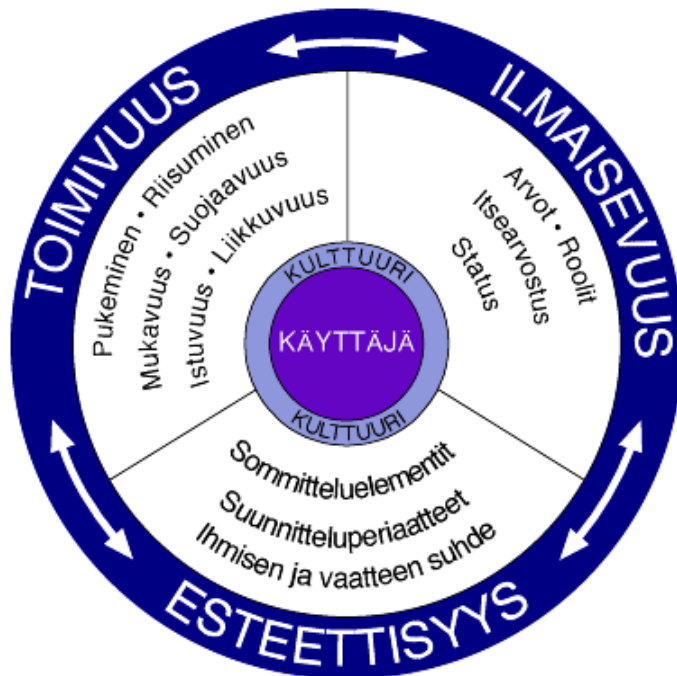 TOIMIVUUS
Pukeminen • Riisuminen
Mukavuus • Suojaavuus
Istuvuus • Liikkuvuus
ILMAISEVUUS
Arvot • Roolit
Itsearvostus
Status
KULTTUURI
KÄYTTÄJÄ
KULTTUURI
Sommitteluelementit
Suunnitteluperiaatteet
Ihmisen ja vaatteen suhde
ESTEETTISYYS